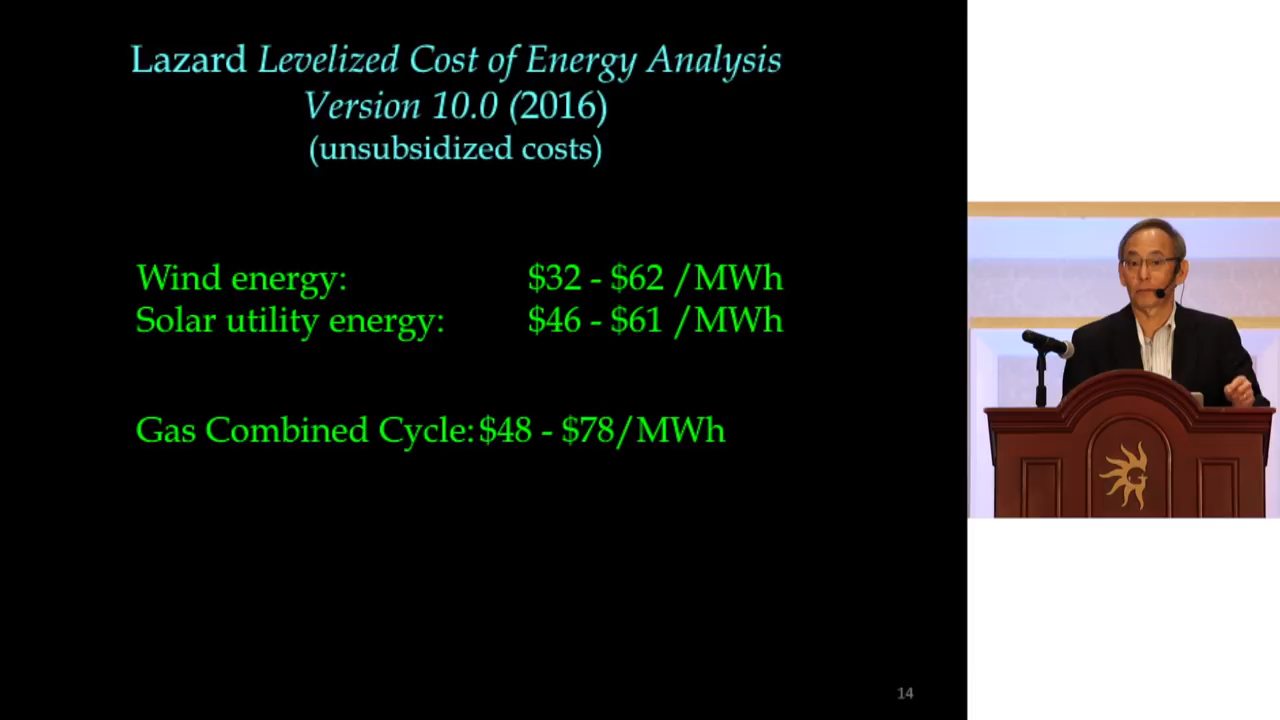 Lazard Levelized Cost of Energy Analysis
Version 10.0 (2016)
(unsubsidized costs)
Wind energy: $32 - $62 /MWh
Solar utility energy: $46 - $61 /MWh
Gas Combined Cycle: $48 - $78/MWh
14